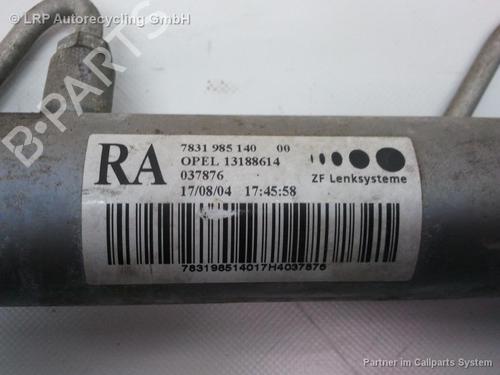 LRP Autorecycling GmbH
B-PARTS
RA
7831 985 140 00
OPEL 13188614
037876
17/08/04 17:45:58
ZF Lenksysteme
783198514017H4037876
Partner im Callparts System